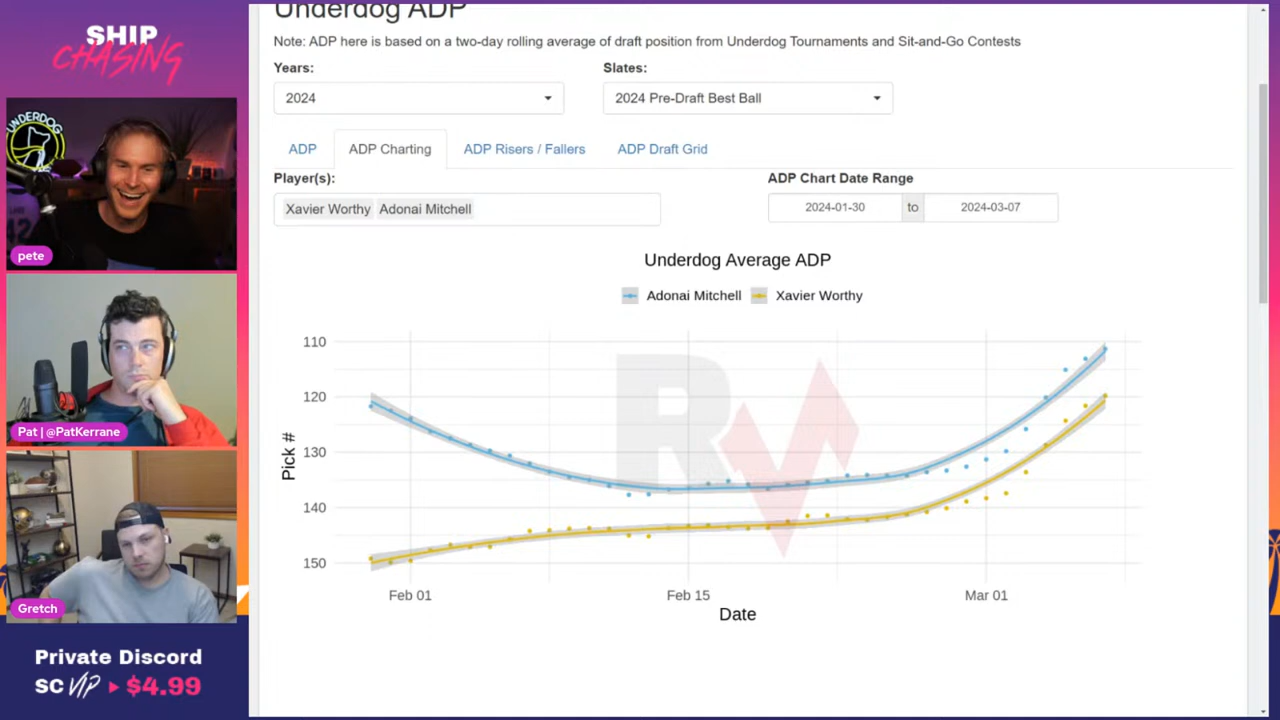 SHIP
CHASING
UNDERDOG
pete
Pat | @PatKerrane
Gretch
Private Discord
SC VIP $4.99
Underdog ADP
Note: ADP here is based on a two-day rolling average of draft position from Underdog Tournaments and Sit-and-Go Contests
Years: Slates:
2024 2024 Pre-Draft Best Ball
ADP ADP Charting ADP Risers / Fallers ADP Draft Grid
Player(s): ADP Chart Date Range
Xavier Worthy Adonai Mitchell 2024-01-30 to 2024-03-07
Underdog Average ADP
Adonai Mitchell Xavier Worthy
110
120
130
140
150
Pick #
Feb 01 Feb 15 Mar 01
Date